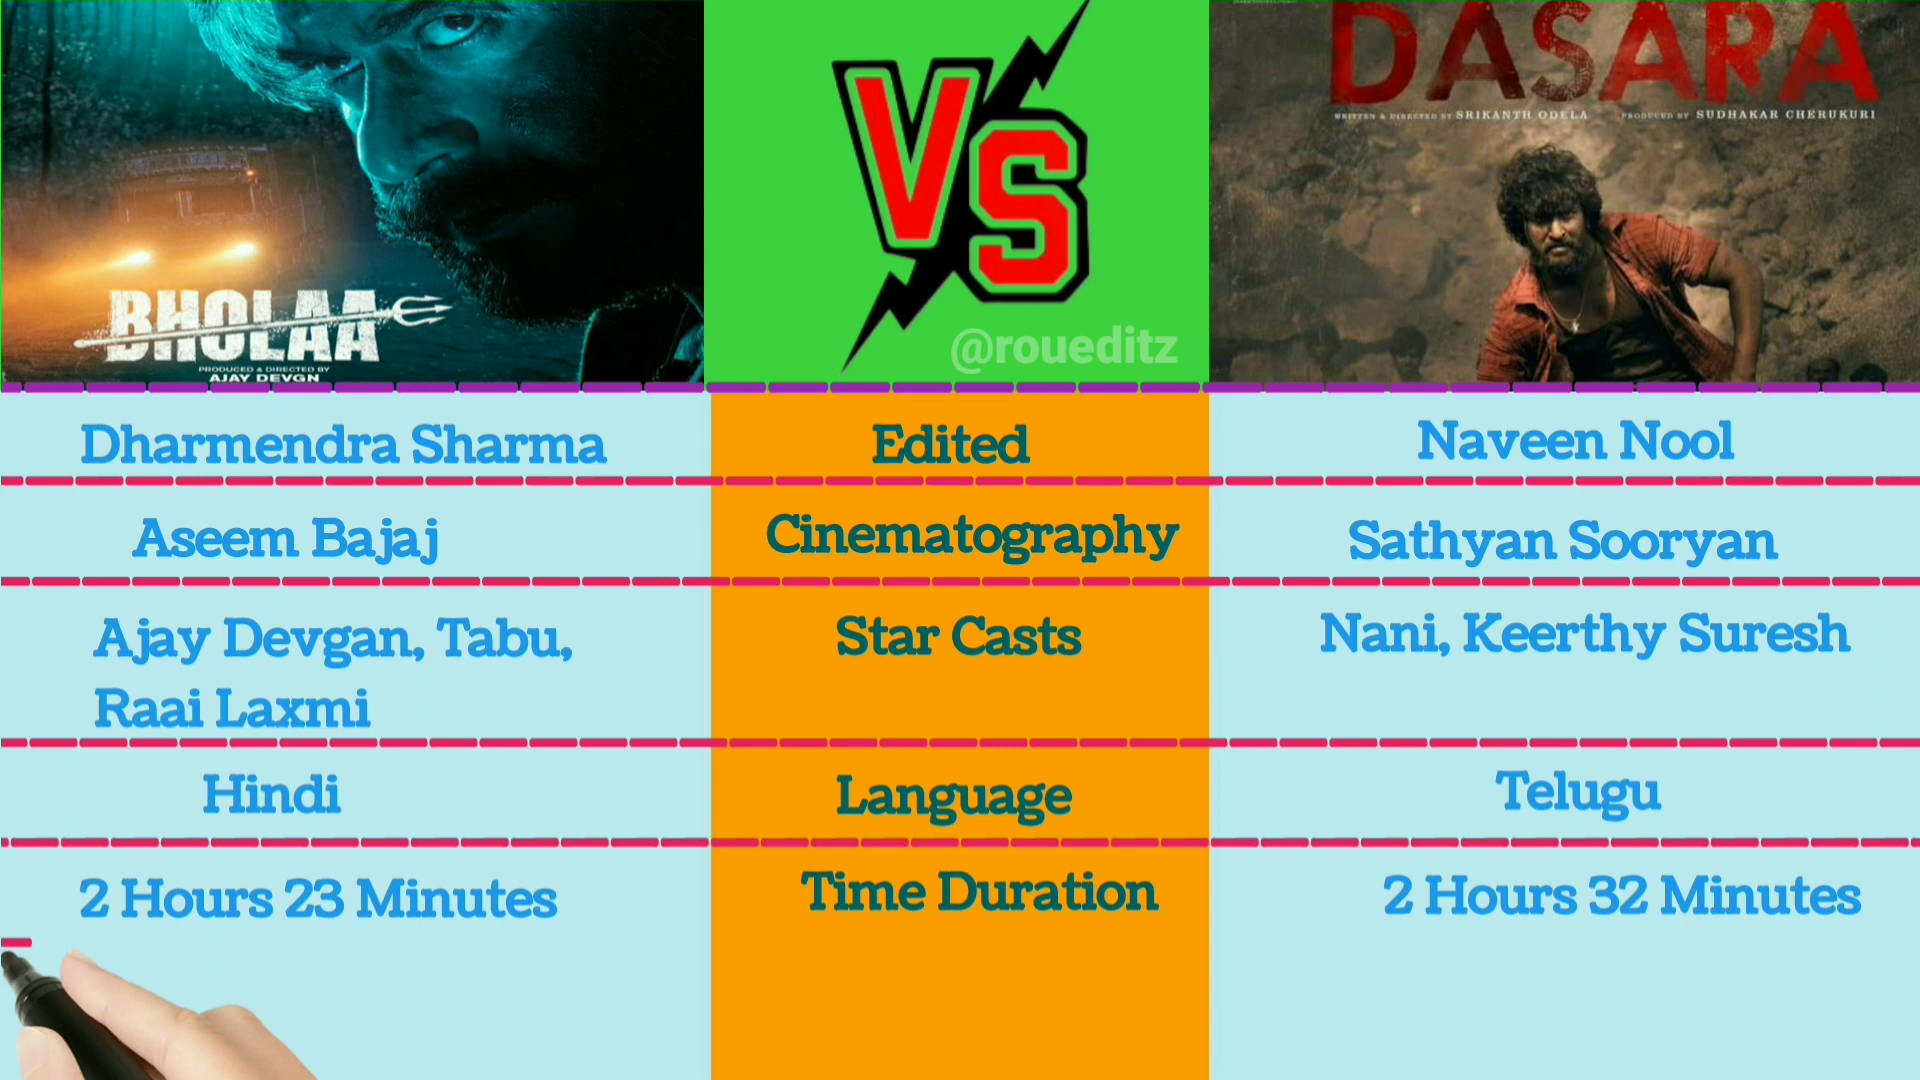 BHOLAA
PRODUCED & DIRECTED BY
AJAY DEVGN
VS
@roueditz
DASARA
WRITTEN & DIRECTED BY SRIKANTH ODELA PRODUCED BY SUDHAKAR CHERUKURI
Dharmendra Sharma Edited Naveen Nool
Aseem Bajaj Cinematography Sathyan Sooryan
Ajay Devgan, Tabu, Star Casts Nani, Keerthy Suresh
Raai Laxmi
Hindi Language Telugu
2 Hours 23 Minutes Time Duration 2 Hours 32 Minutes